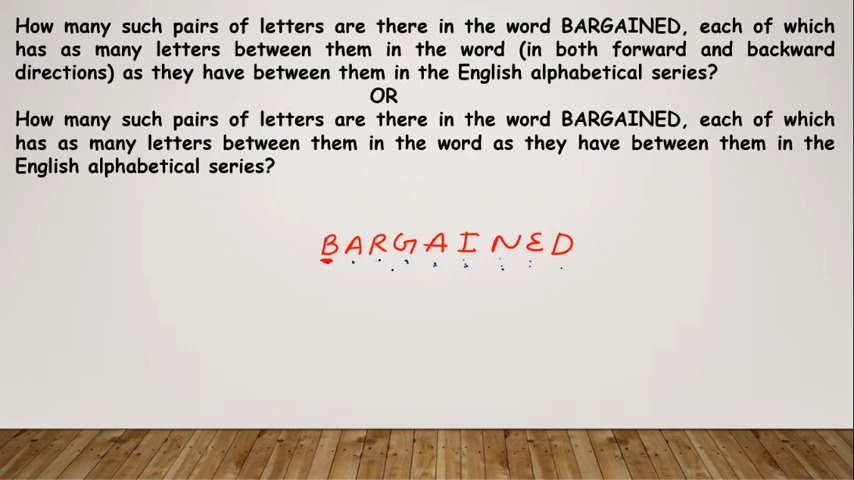 How many such pairs of letters are there in the word BARGAINED, each of which
has as many letters between them in the word (in both forward and backward
directions) as they have between them in the English alphabetical series?
OR
How many such pairs of letters are there in the word BARGAINED, each of which
has as many letters between them in the word as they have between them in the
English alphabetical series?
BARGAINED